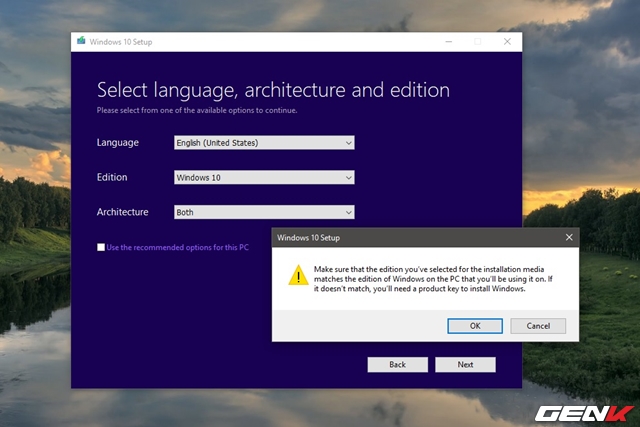 Windows 10 Setup
Select language, architecture and edition
Please select from one of the available options to continue.
Language
English (United States)
Edition
Windows 10
Architecture
Both
Use the recommended options for this PC
Windows 10 Setup
Make sure that the edition you've selected for the installation media
matches the edition of Windows on the PC that you'll be using it on. If
it doesn't match, you'll need a product key to install Windows.
OK
Cancel
Back
Next
GENK